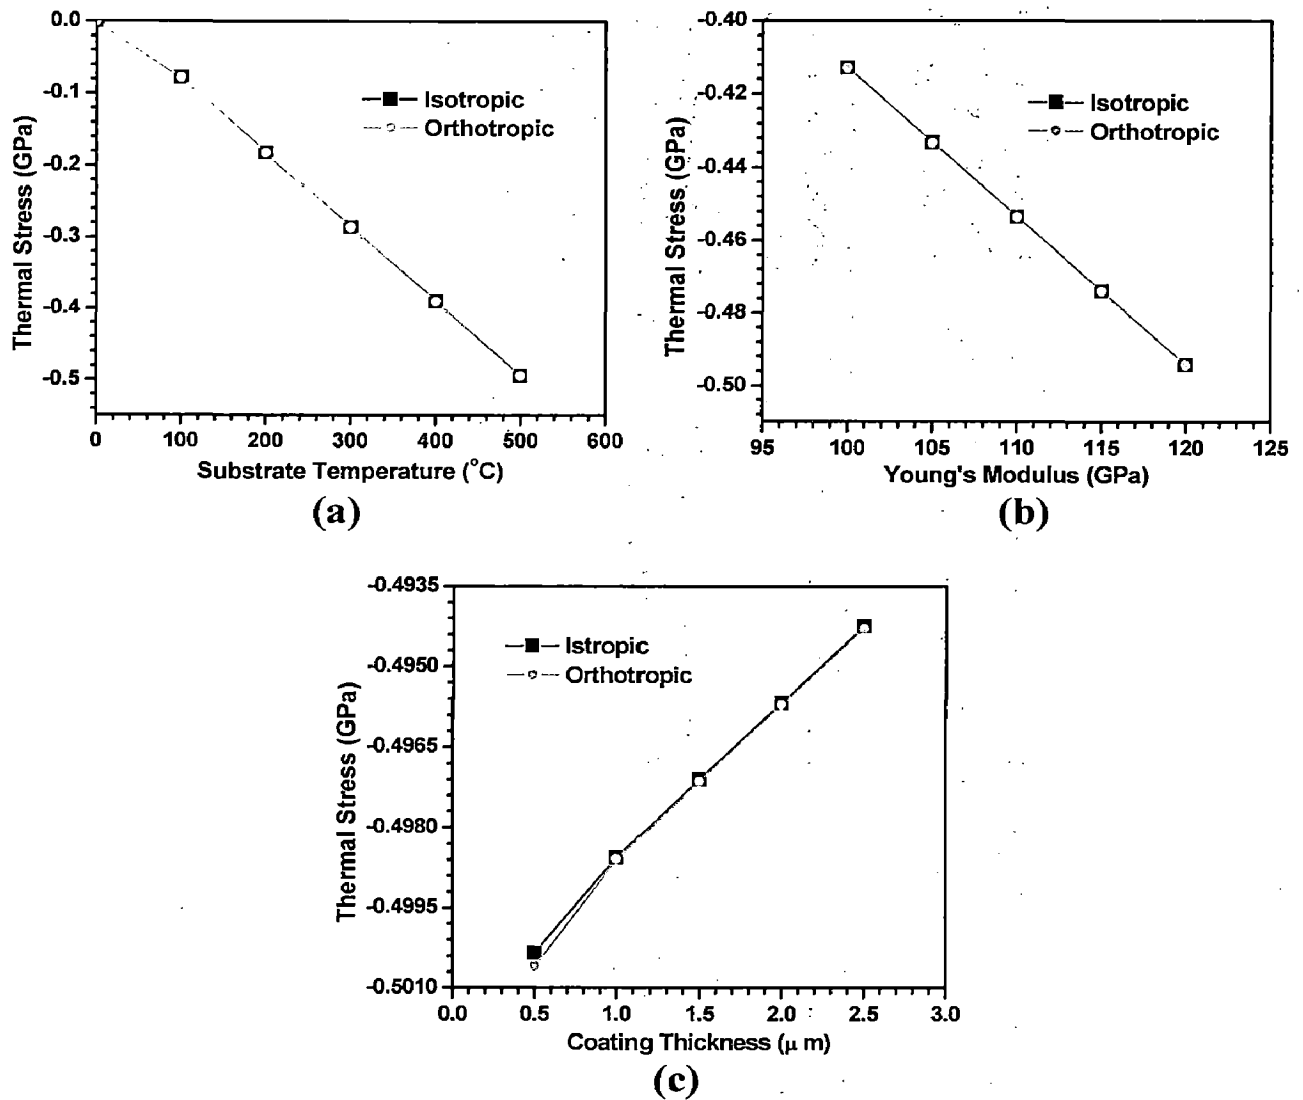 0.0
-0.1
-0.2
-0.3
-0.4
-0.5
Thermal Stress (GPa)
Isotropic
Orthotropic
0 100 200 300 400 500 600
Substrate Temperature (°C)
(a)
-0.40
-0.42
-0.44
-0.46
-0.48
-0.50
Thermal Stress (GPa)
Isotropic
Orthotropic
95 100 105 110 115 120 125
Young's Modulus (GPa)
(b)
-0.4935
-0.4950
-0.4965
-0.4980
-0.4995
-0.5010
Thermal Stress (GPa)
Istropic
Orthotropic
0.0 0.5 1.0 1.5 2.0 2.5 3.0
Coating Thickness (μ m)
(c)